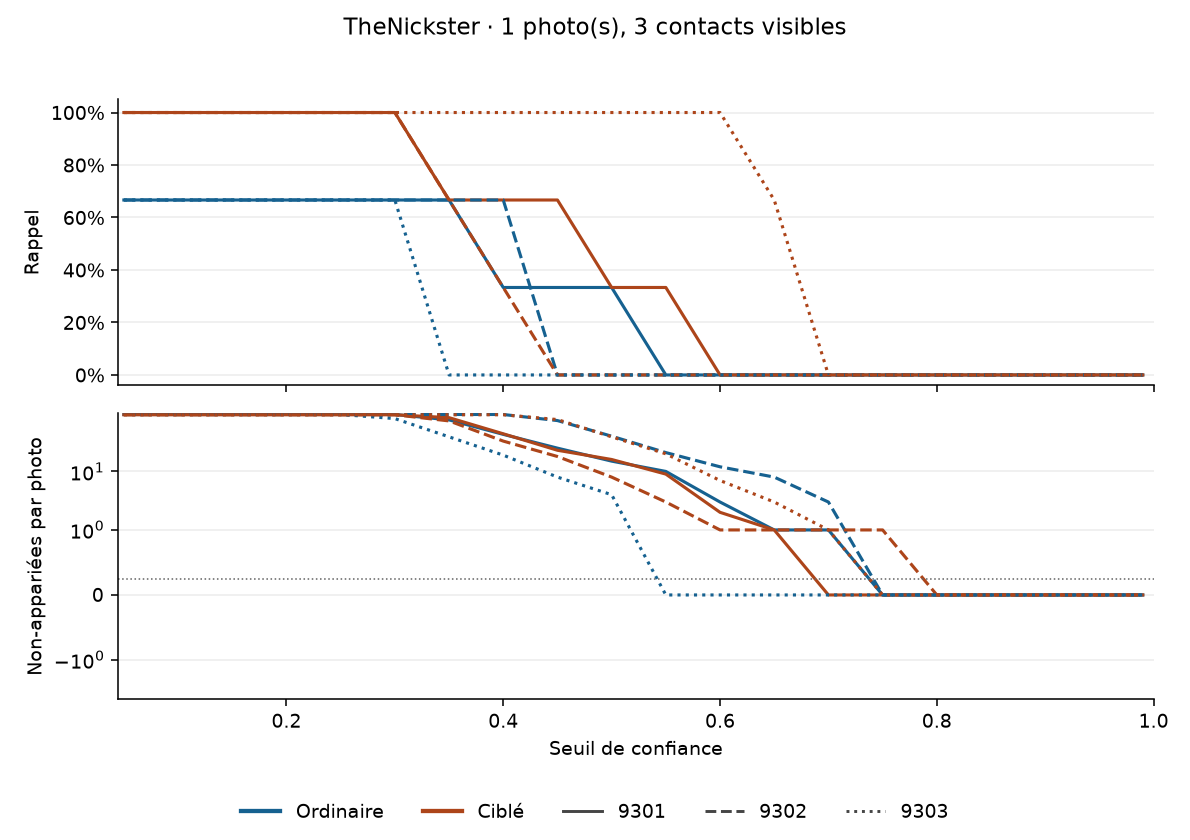 TheNickster · 1 photo(s), 3 contacts visibles
Rappel
100%
80%
60%
40%
20%
0%
Non-appariées par photo
10¹
10⁰
0
−10⁰
0.2 0.4 0.6 0.8 1.0
Seuil de confiance
Ordinaire Ciblé 9301 9302 9303